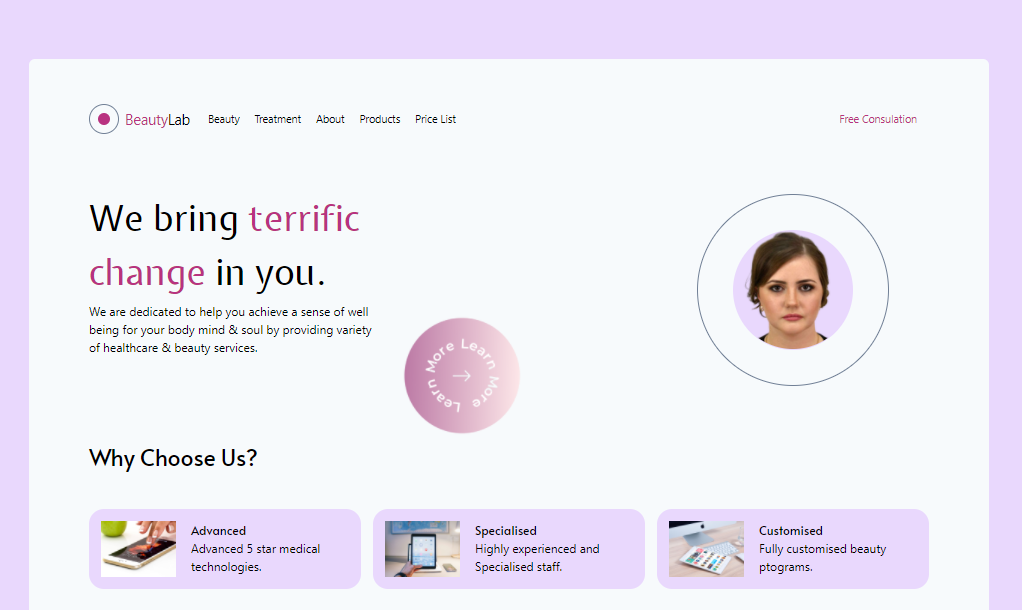 BeautyLab Beauty Treatment About Products Price List Free Consulation
We bring terrific
change in you.
We are dedicated to help you achieve a sense of well
being for your body mind & soul by providing variety
of healthcare & beauty services.
Learn More Learn More
Why Choose Us?
Advanced
Advanced 5 star medical
technologies.
Specialised
Highly experienced and
Specialised staff.
Customised
Fully customised beauty
ptograms.